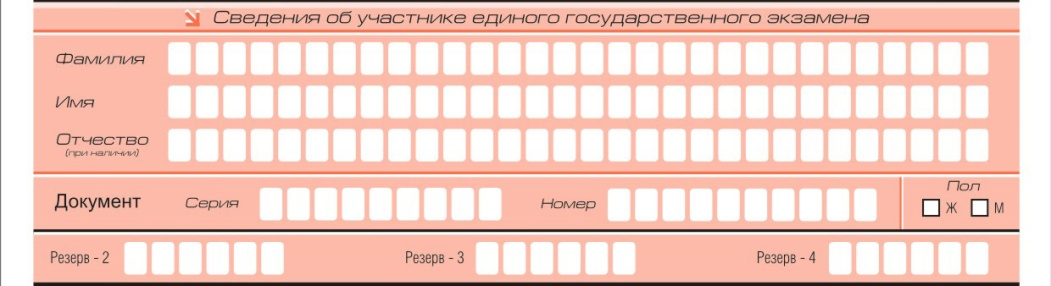 Сведения об участнике единого государственного экзамена
Фамилия
Имя
Отчество
(при наличии)
Документ Серия Номер Пол
Ж М
Резерв - 2 Резерв - 3 Резерв - 4